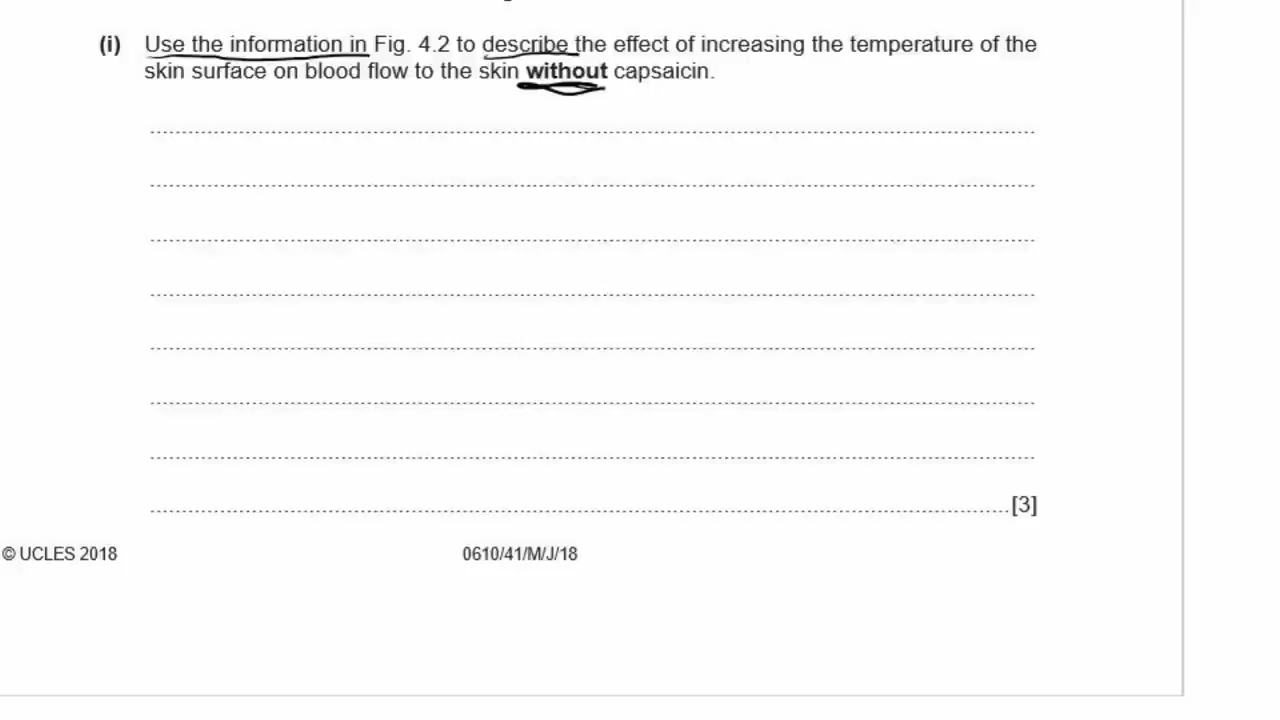 (i) Use the information in Fig. 4.2 to describe the effect of increasing the temperature of the
skin surface on blood flow to the skin without capsaicin.
[3]
© UCLES 2018
0610/41/M/J/18